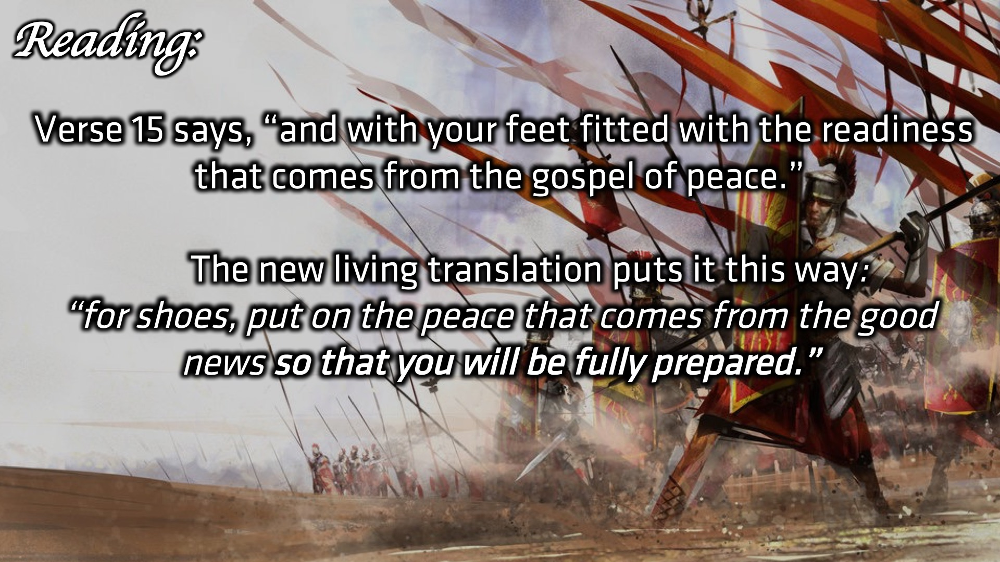 Reading:
Verse 15 says, “and with your feet fitted with the readiness
that comes from the gospel of peace.”
The new living translation puts it this way:
“for shoes, put on the peace that comes from the good
news so that you will be fully prepared.”